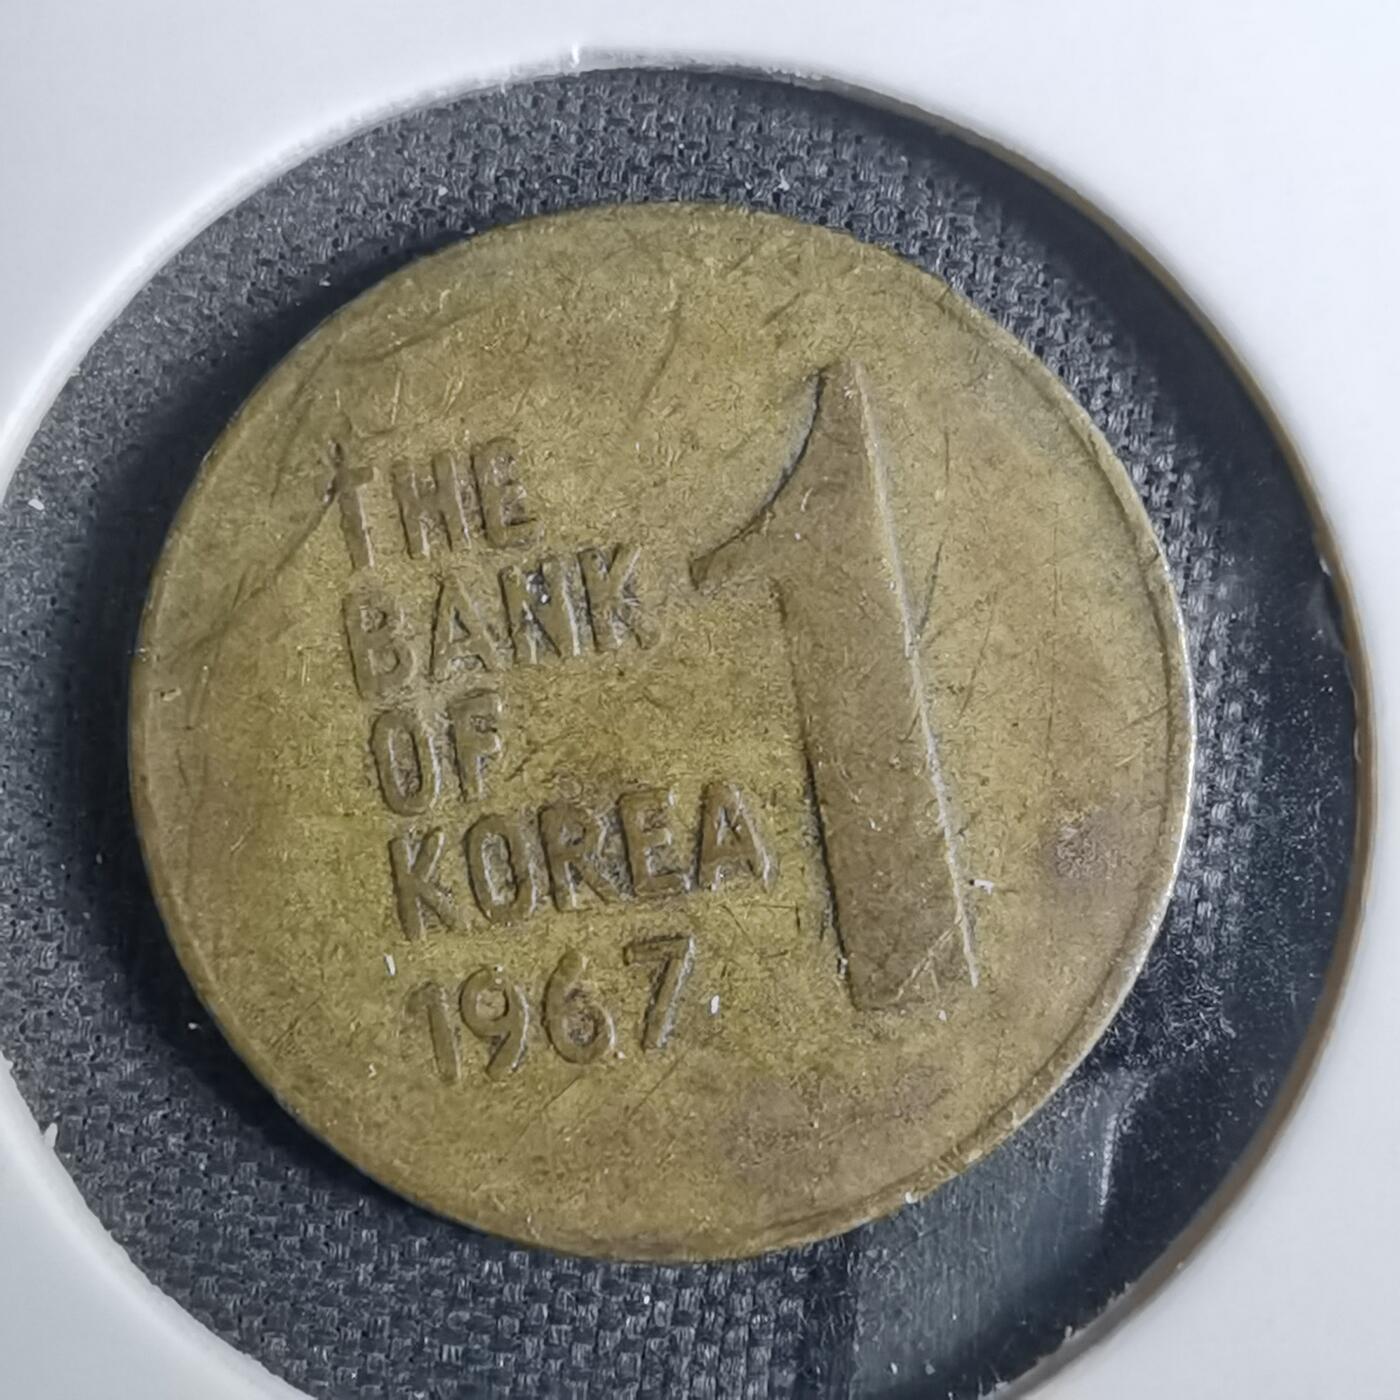 THE
BANK
OF
KOREA
1967
1